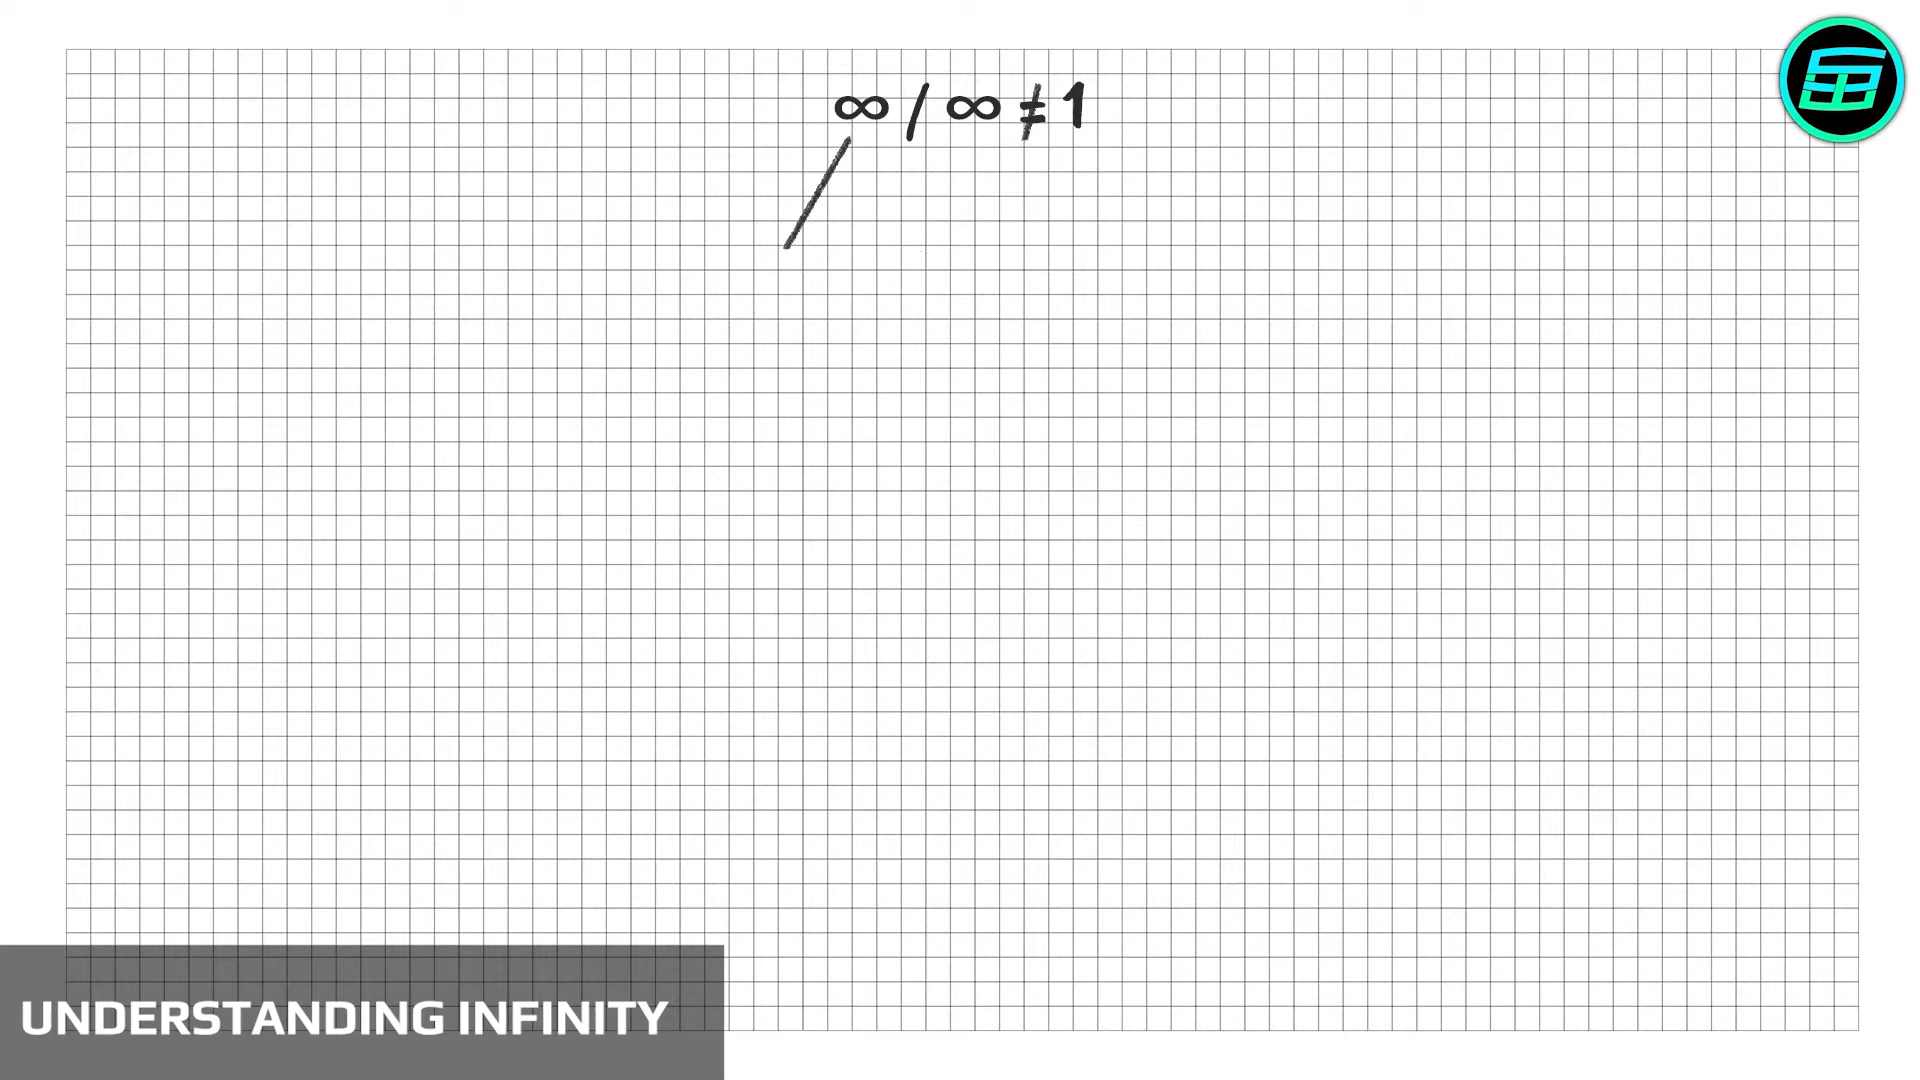 ∞ / ∞ ≠ 1
UNDERSTANDING INFINITY